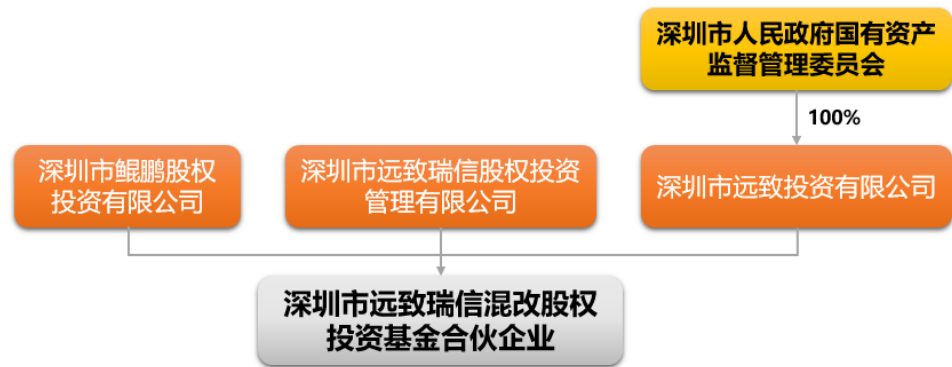 深圳市人民政府国有资产
监督管理委员会
100%
深圳市鲲鹏股权
投资有限公司
深圳市远致瑞信股权投资
管理有限公司
深圳市远致投资有限公司
深圳市远致瑞信混改股权
投资基金合伙企业